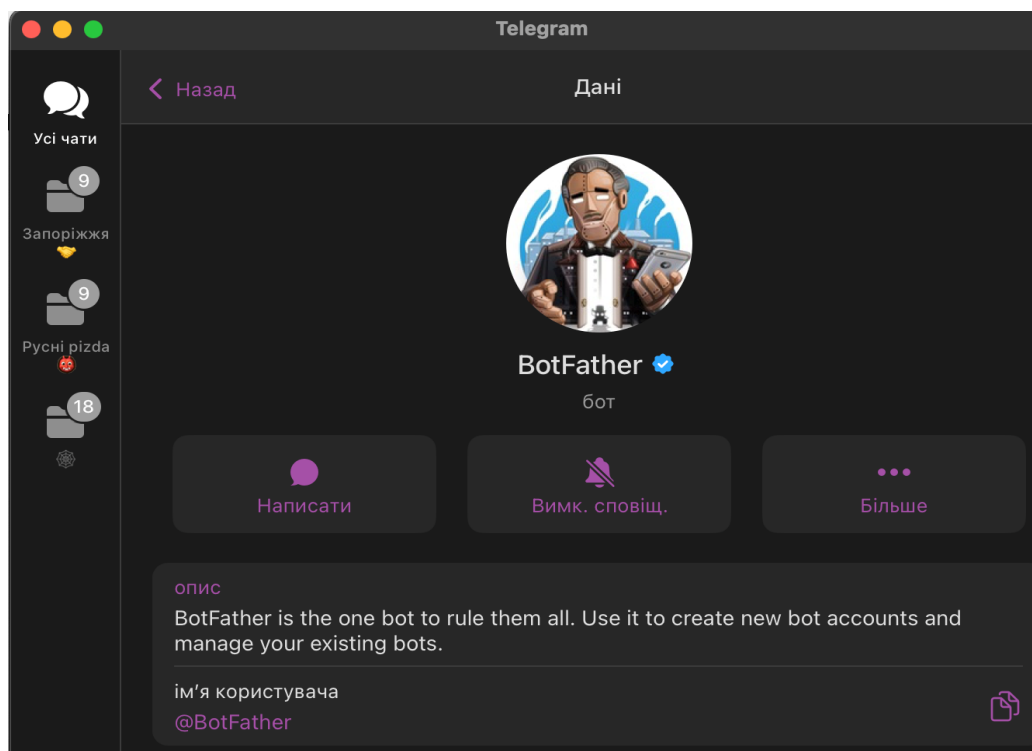 Telegram
Назад
Дані
Усі чати
9
Запоріжжя
9
Русні pizda
18
BotFather
бот
Написати
Вимк. сповіщ.
Більше
опис
BotFather is the one bot to rule them all. Use it to create new bot accounts and
manage your existing bots.
ім’я користувача
@BotFather